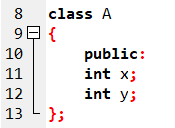 8 class A
9 {
10 public:
11 int x;
12 int y;
13 };